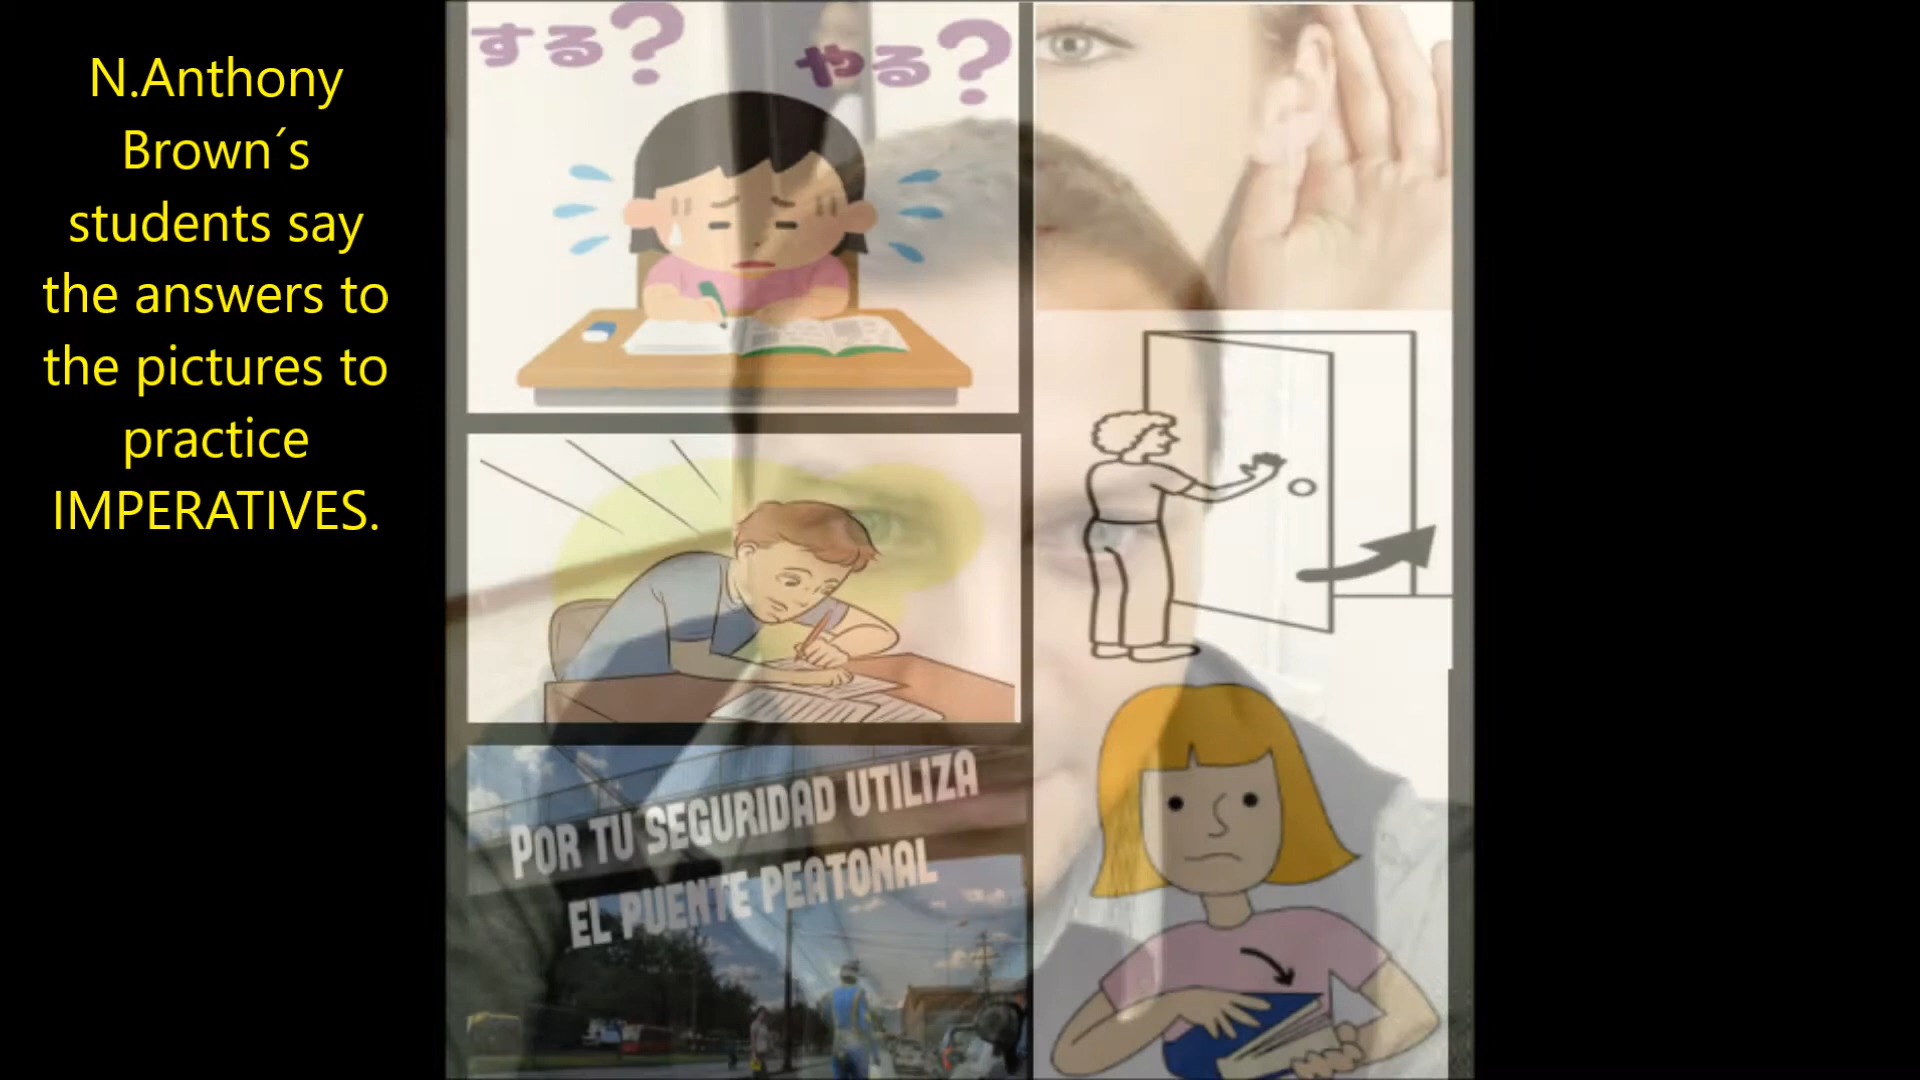 N.Anthony
Brown´s
students say
the answers to
the pictures to
practice
IMPERATIVES.
する? やる?
POR TU SEGURIDAD UTILIZA
EL PUENTE PEATONAL